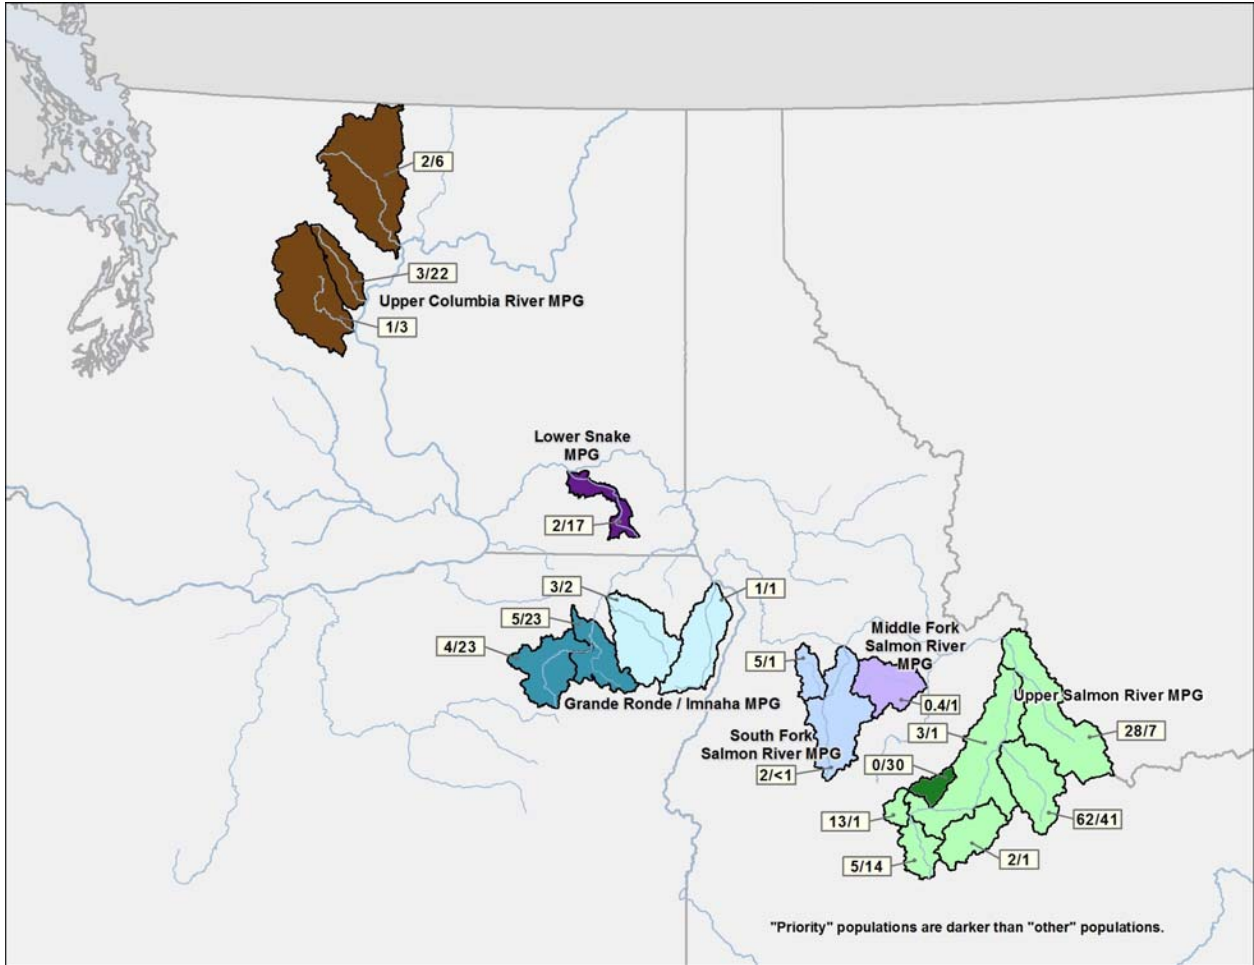 2/6
3/22
Upper Columbia River MPG
1/3
Lower Snake
MPG
2/17
3/2
1/1
5/23
4/23
Grande Ronde / Imnaha MPG
5/1
Middle Fork
Salmon River
MPG
0.4/1
Upper Salmon River MPG
South Fork
Salmon River MPG
2/<1
3/1
28/7
0/30
13/1
62/41
5/14
2/1
"Priority" populations are darker than "other" populations.